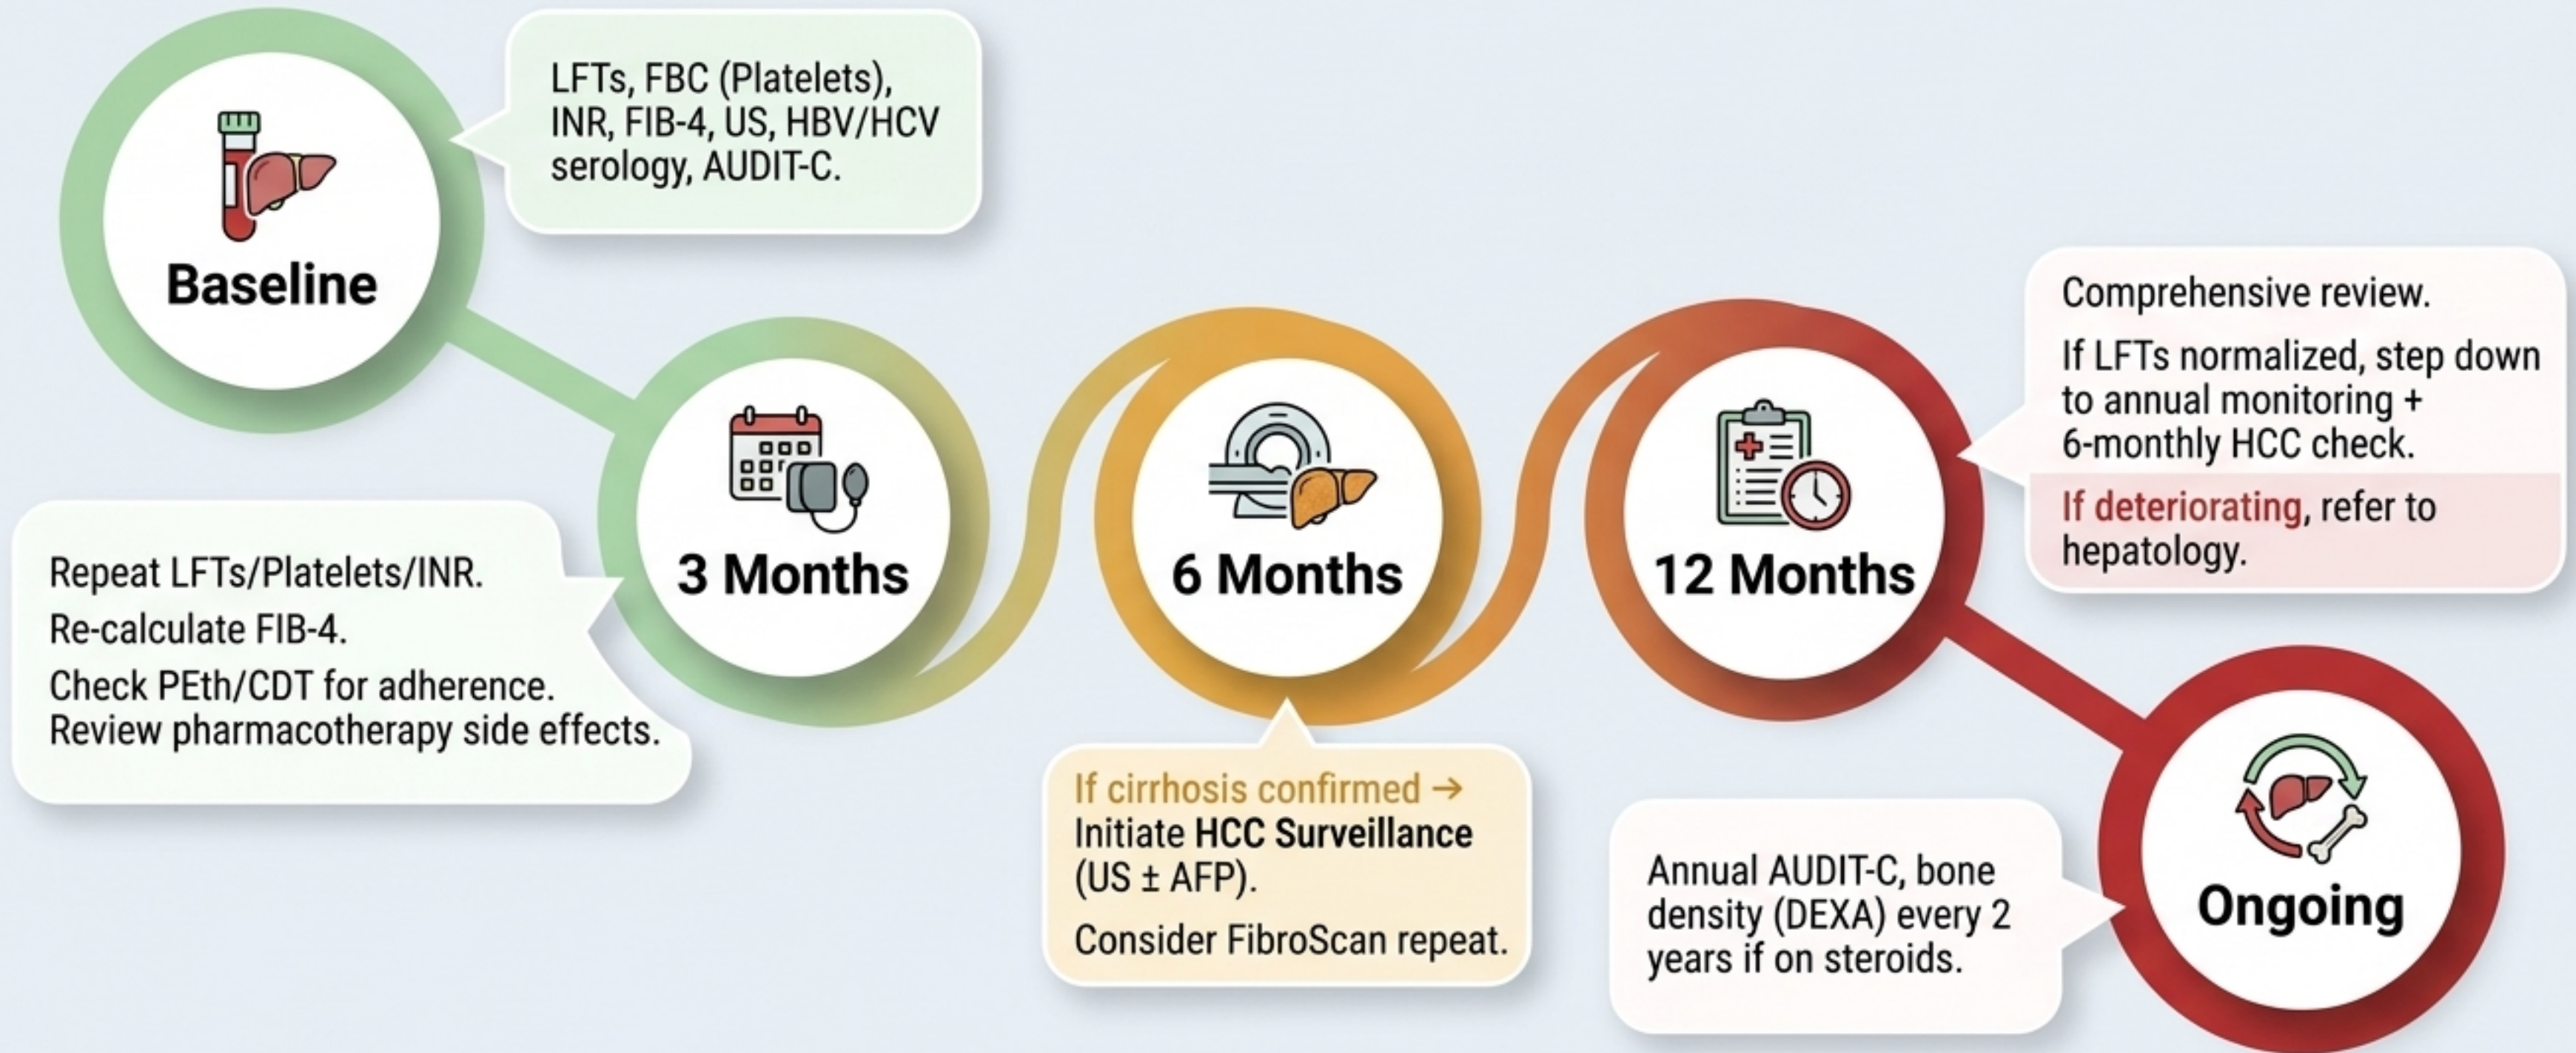 Baseline
LFTs, FBC (Platelets),
INR, FIB-4, US, HBV/HCV
serology, AUDIT-C.
3 Months
Repeat LFTs/Platelets/INR.
Re-calculate FIB-4.
Check PEth/CDT for adherence.
Review pharmacotherapy side effects.
6 Months
If cirrhosis confirmed →
Initiate HCC Surveillance
(US ± AFP).
Consider FibroScan repeat.
12 Months
Comprehensive review.
If LFTs normalized, step down
to annual monitoring +
6-monthly HCC check.
If deteriorating, refer to
hepatology.
Ongoing
Annual AUDIT-C, bone
density (DEXA) every 2
years if on steroids.